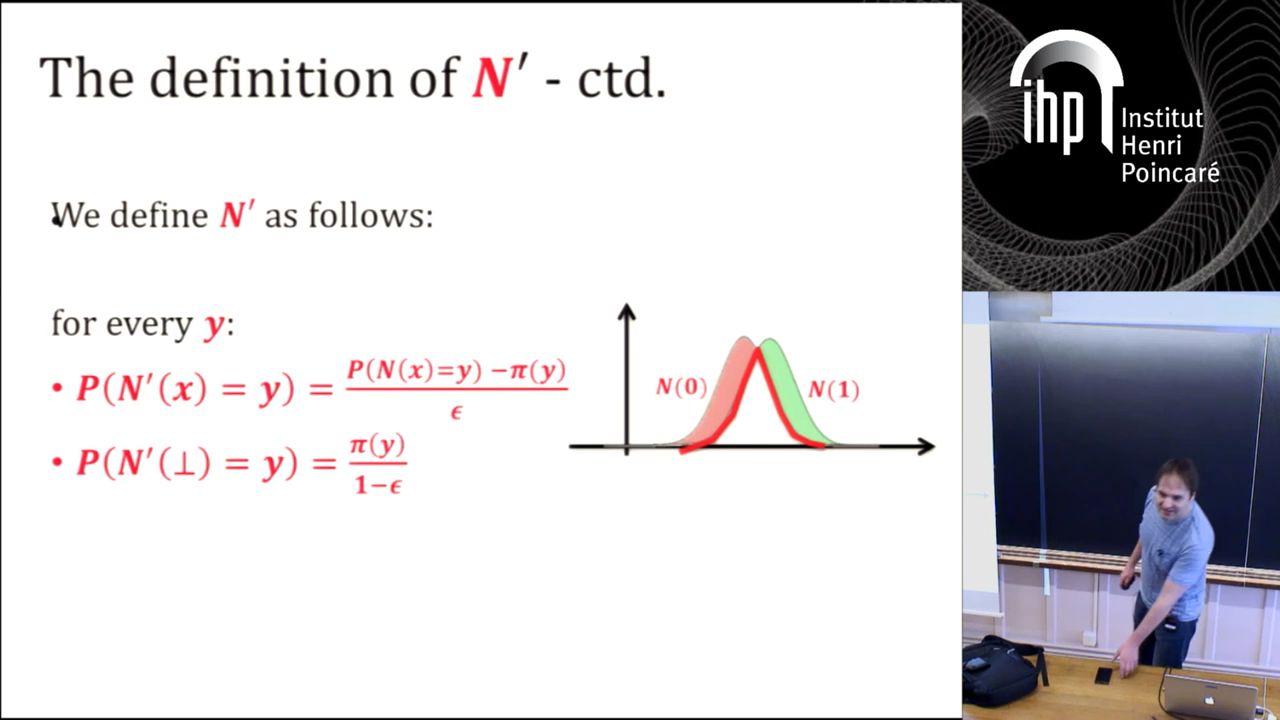 The definition of N′ - ctd.
We define N′ as follows:
for every y:
• P(N′(x) = y) = P(N(x)=y) −π(y) / ϵ
• P(N′(⊥) = y) = π(y) / 1−ϵ
N(0)
N(1)
ihp
Institut
Henri
Poincaré